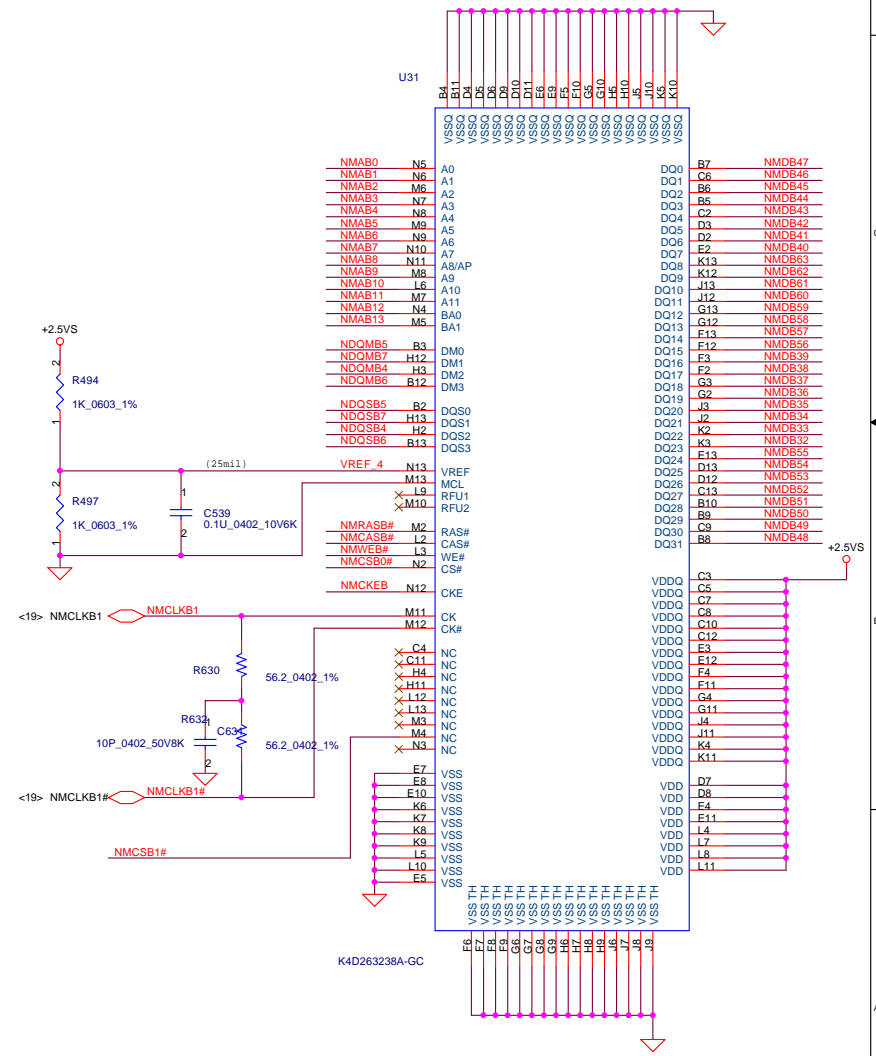 U31
B4 B11 D4 D5 D6 D9 D10 D11 E6 E9 F5 F10 G5 G10 H5 H10 J5 J10 K5 K10
VSSQ VSSQ VSSQ VSSQ VSSQ VSSQ VSSQ VSSQ VSSQ VSSQ VSSQ VSSQ VSSQ VSSQ VSSQ VSSQ VSSQ VSSQ VSSQ VSSQ
NMAB0 N5 A0
NMAB1 N6 A1
NMAB2 M6 A2
NMAB3 N7 A3
NMAB4 N8 A4
NMAB5 M9 A5
NMAB6 N9 A6
NMAB7 N10 A7
NMAB8 N11 A8/AP
NMAB9 M8 A9
NMAB10 L6 A10
NMAB11 M7 A11
NMAB12 N4 BA0
NMAB13 M5 BA1
NDQMB5 B3 DM0
NDQMB7 H12 DM1
NDQMB4 H3 DM2
NDQMB6 B12 DM3
NDQSB5 B2 DQS0
NDQSB7 H13 DQS1
NDQSB4 H2 DQS2
NDQSB6 B13 DQS3
(25mil) VREF_4 N13 VREF
M13 MCL
L9 RFU1
M10 RFU2
NMRASB# M2 RAS#
NMCASB# L2 CAS#
NMWEB# L3 WE#
NMCSB0# N2 CS#
NMCKEB N12 CKE
<19> NMCLKB1 NMCLKB1 M11 CK
M12 CK#
C4 NC
C11 NC
H4 NC
H11 NC
L12 NC
L13 NC
M3 NC
M4 NC
N3 NC
E7 VSS
E8 VSS
E10 VSS
K6 VSS
K7 VSS
K8 VSS
K9 VSS
L5 VSS
L10 VSS
E5 VSS
+2.5VS
2
R494
1K_0603_1%
1
2
R497
1K_0603_1%
1
1
C539
0.1U_0402_10V6K
2
R630
56.2_0402_1%
R632
1
C631
10P_0402_50V8K
56.2_0402_1%
2
<19> NMCLKB1# NMCLKB1#
NMCSB1#
DQ0 B7 NMDB47
DQ1 C6 NMDB46
DQ2 B6 NMDB45
DQ3 B5 NMDB44
DQ4 C2 NMDB43
DQ5 D3 NMDB42
DQ6 D2 NMDB41
DQ7 E2 NMDB40
DQ8 K13 NMDB63
DQ9 K12 NMDB62
DQ10 J13 NMDB61
DQ11 J12 NMDB60
DQ12 G13 NMDB59
DQ13 G12 NMDB58
DQ14 F13 NMDB57
DQ15 F12 NMDB56
DQ16 F3 NMDB39
DQ17 F2 NMDB38
DQ18 G3 NMDB37
DQ19 G2 NMDB36
DQ20 J3 NMDB35
DQ21 J2 NMDB34
DQ22 K2 NMDB33
DQ23 K3 NMDB32
DQ24 E13 NMDB55
DQ25 D13 NMDB54
DQ26 D12 NMDB53
DQ27 C13 NMDB52
DQ28 B10 NMDB51
DQ29 B9 NMDB50
DQ30 C9 NMDB49
DQ31 B8 NMDB48
+2.5VS
VDDQ C3
VDDQ C5
VDDQ C7
VDDQ C8
VDDQ C10
VDDQ C12
VDDQ E3
VDDQ E12
VDDQ F4
VDDQ F11
VDDQ G4
VDDQ G11
VDDQ J4
VDDQ J11
VDDQ K4
VDDQ K11
VDD D7
VDD D8
VDD E4
VDD E11
VDD L4
VDD L7
VDD L8
VDD L11
VSS TH VSS TH VSS TH VSS TH VSS TH VSS TH VSS TH VSS TH VSS TH VSS TH VSS TH VSS TH VSS TH VSS TH VSS TH VSS TH
F6 F7 F8 F9 G6 G7 G8 G9 H6 H7 H8 H9 J6 J7 J8 J9
K4D263238A-GC